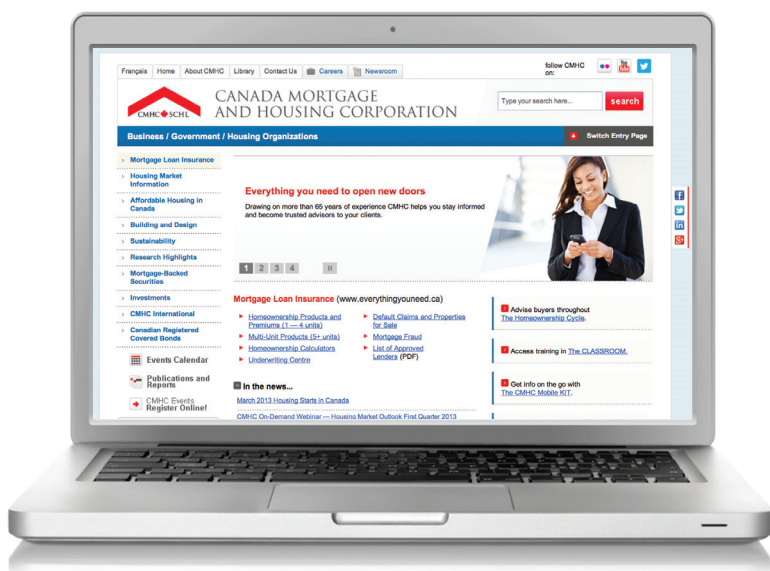 Français Home About CMHC Library Contact Us Careers Newsroom
follow CMHC
on:
You
Tube
CMHC SCHL
CANADA MORTGAGE
AND HOUSING CORPORATION
Type your search here...
search
Business / Government / Housing Organizations
Switch Entry Page
Mortgage Loan Insurance
Housing Market
Information
Affordable Housing in
Canada
Building and Design
Sustainability
Research Highlights
Mortgage-Backed
Securities
Investments
CMHC International
Canadian Registered
Covered Bonds
Events Calendar
Publications and
Reports
CMHC Events
Register Online!
Everything you need to open new doors
Drawing on more than 65 years of experience CMHC helps you stay informed
and become trusted advisors to your clients.
1 2 3 4
Mortgage Loan Insurance (www.everythingyouneed.ca)
Homeownership Products and
Premiums (1 — 4 units)
Multi-Unit Products (5+ units)
Homeownership Calculators
Underwriting Centre
Default Claims and Properties
for Sale
Mortgage Fraud
List of Approved
Lenders (PDF)
In the news...
March 2013 Housing Starts in Canada
CMHC On-Demand Webinar — Housing Market Outlook First Quarter 2013
Advise buyers throughout
The Homeownership Cycle.
Access training in The CLASSROOM.
Get info on the go with
The CMHC Mobile KIT.
f
in
g+